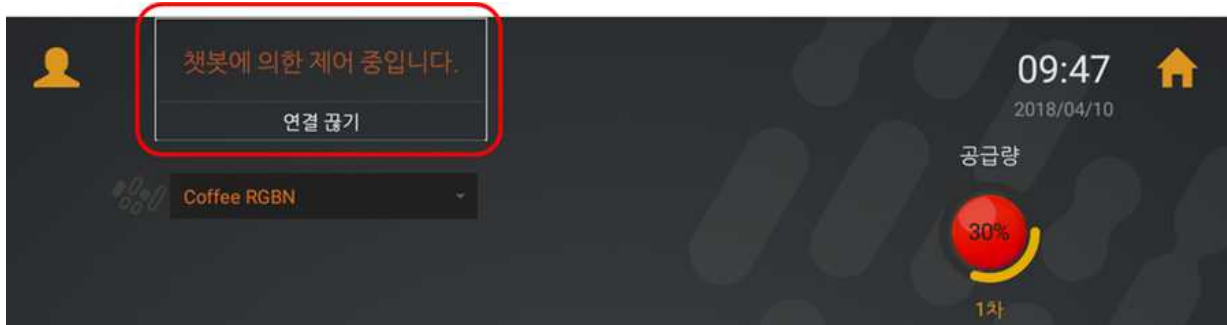 챗봇에 의한 제어 중입니다.
연결 끊기
09:47
2018/04/10
공급량
Coffee RGBN
30%
1차